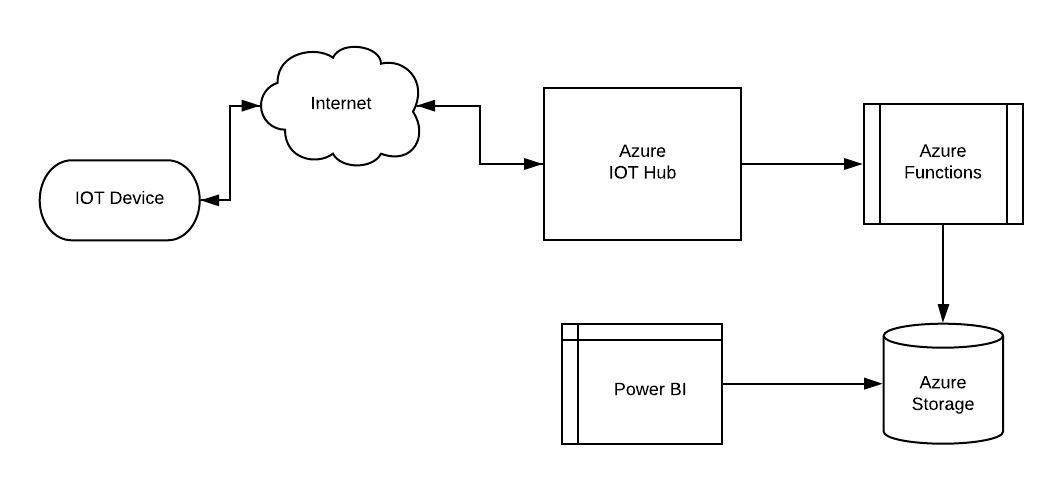 Internet
IOT Device
Azure
IOT Hub
Azure
Functions
Power BI
Azure
Storage